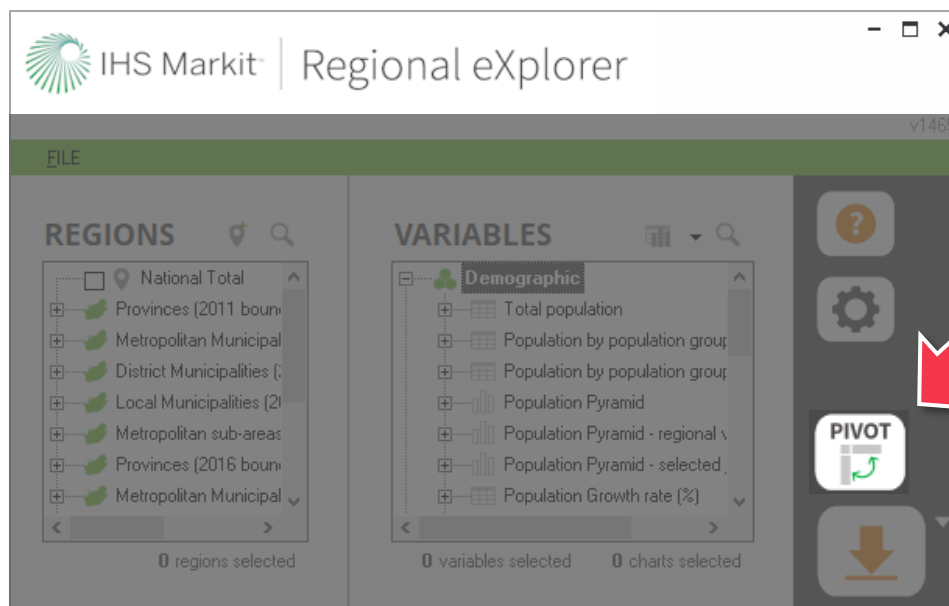 IHS Markit | Regional eXplorer
v1465
FILE
REGIONS
National Total
Provinces (2011 boun
Metropolitan Municipal
District Municipalities (
Local Municipalities (20
Metropolitan sub-areas
Provinces (2016 boun
Metropolitan Municipal
0 regions selected
VARIABLES
Demographic
Total population
Population by population group
Population by population group
Population Pyramid
Population Pyramid - regional
Population Pyramid - selected
Population Growth rate (%)
0 variables selected
0 charts selected
?
PIVOT